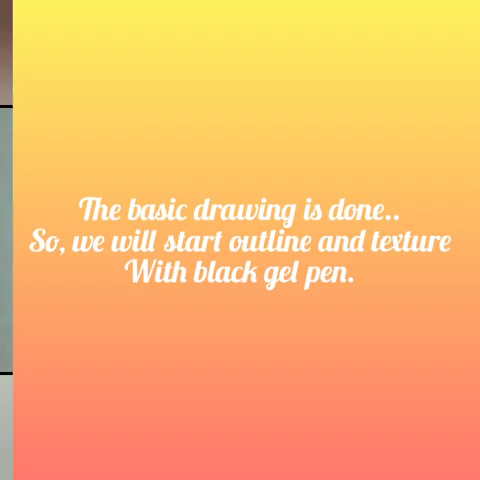 The basic drawing is done..
So, we will start outline and texture
With black gel pen.